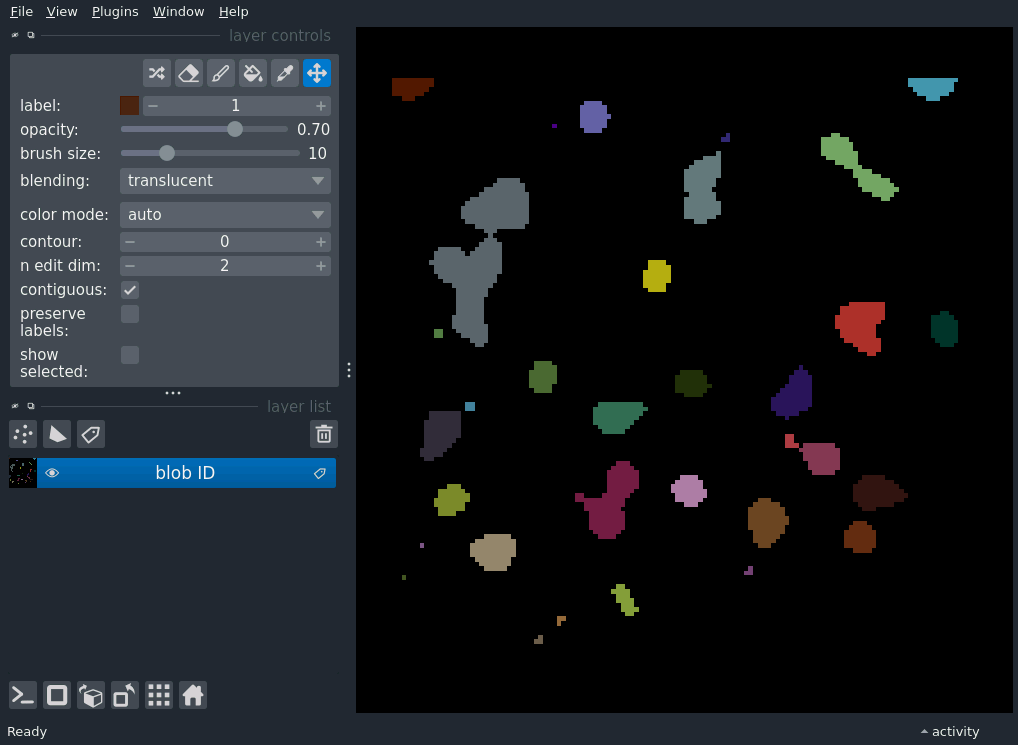 File View Plugins Window Help
layer controls
label: 1
opacity: 0.70
brush size: 10
blending: translucent
color mode: auto
contour: 0
n edit dim: 2
contiguous:
preserve
labels:
show
selected:
layer list
blob ID
Ready
activity